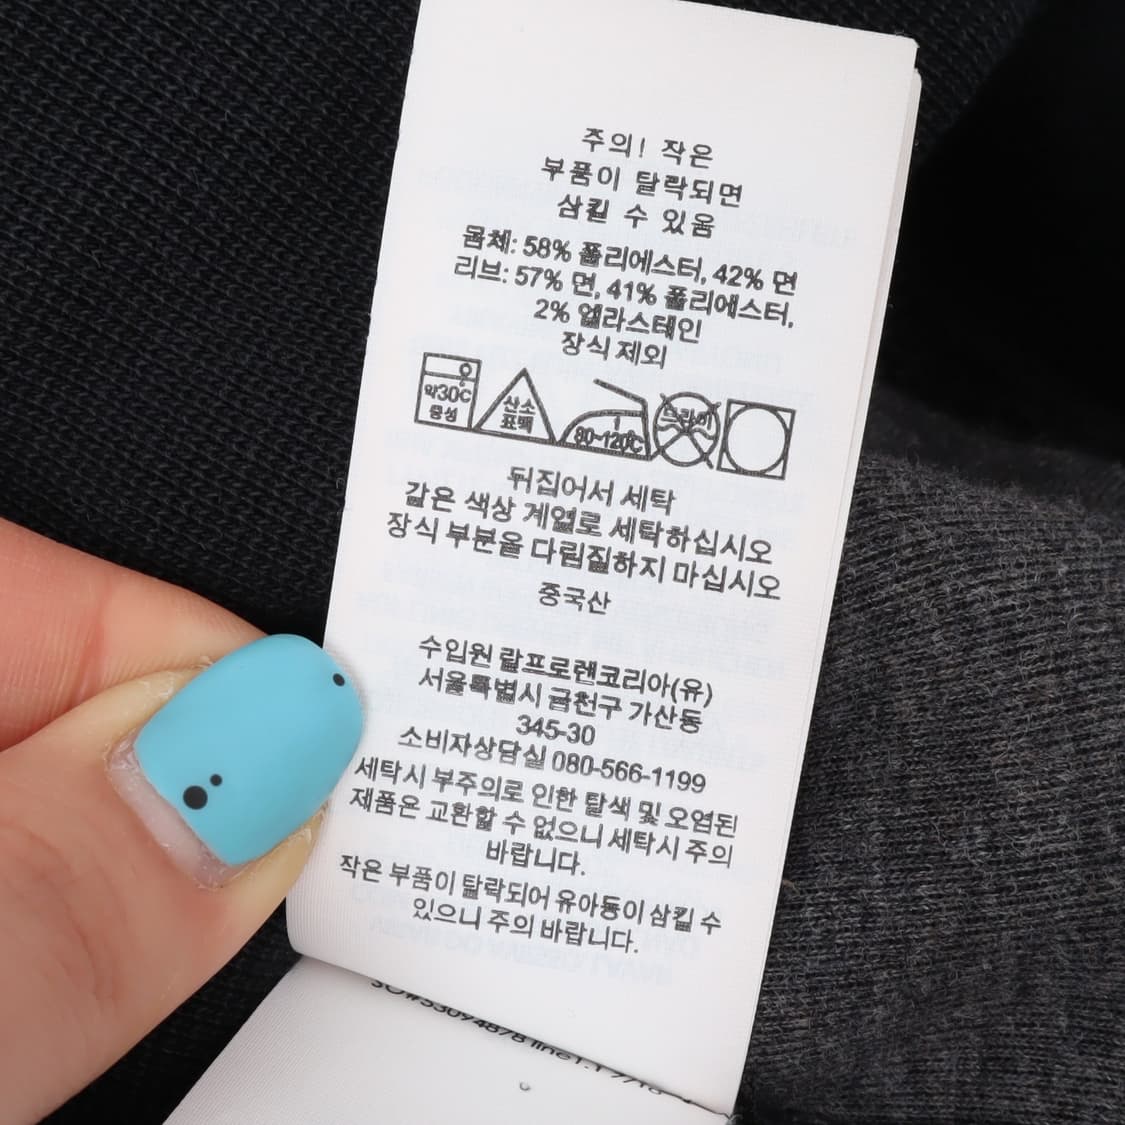 주의! 작은
부품이 탈락되면
삼킬 수 있움
몸체: 58% 폴리에스터, 42% 면
리브: 57% 면, 41% 폴리에스터,
2% 엘라스테인
장식 제외
약30℃
중성
산소
표백
80~120℃
드라이
뒤집어서 세탁
같은 색상 계열로 세탁하십시오
장식 부분을 다림질하지 마십시오
중국산
수입원 랄프로렌코리아(유)
서울특별시 금천구 가산동
345-30
소비자상담실 080-566-1199
세탁시 부주의로 인한 탈색 및 오염된
제품은 교환할 수 없으니 세탁시 주의
바랍니다.
작은 부품이 탈락되어 유아동이 삼킬 수
있으니 주의 바랍니다.